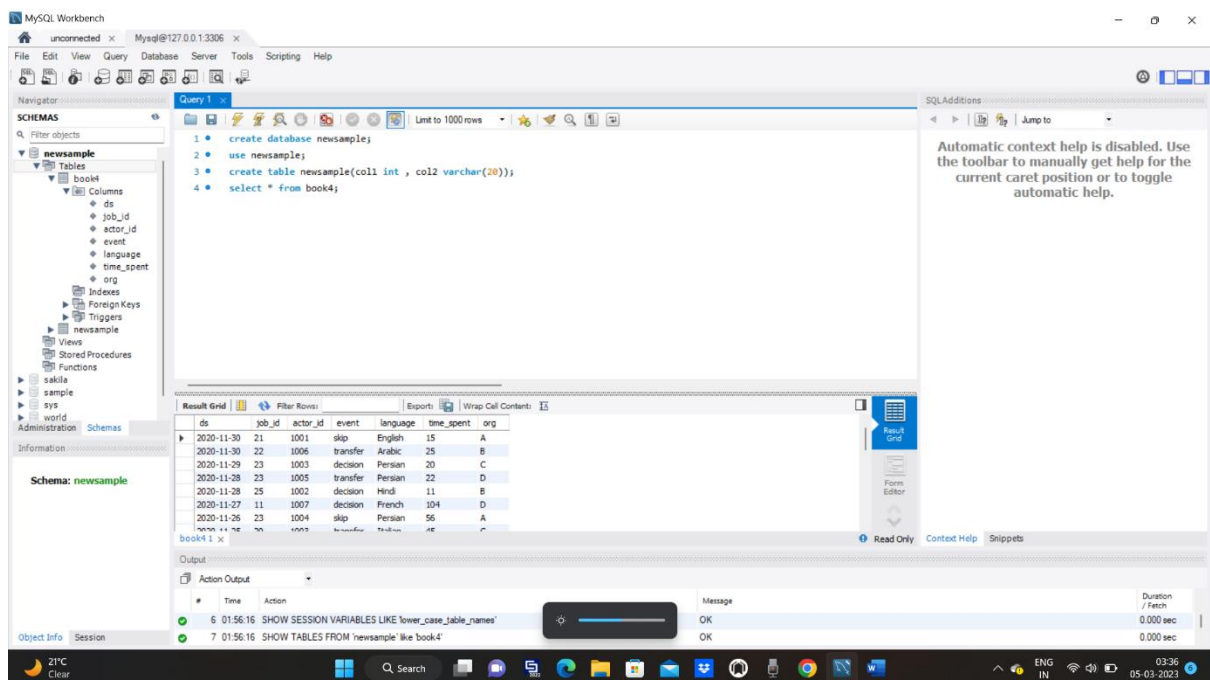 MySQL Workbench
unconnected × Mysql@127.0.0.1:3306 ×
File Edit View Query Database Server Tools Scripting Help
Navigator
SCHEMAS
Filter objects
newsample
Tables
book4
Columns
ds
job_id
actor_id
event
language
time_spent
org
Indexes
Foreign Keys
Triggers
newsample
Views
Stored Procedures
Functions
sakila
sample
sys
world
Administration Schemas
Information
Schema: newsample
Object Info Session
Query 1 ×
Limit to 1000 rows
1 create database newsample;
2 use newsample;
3 create table newsample(col1 int , col2 varchar(20));
4 select * from book4;
Result Grid Filter Rows: Export: Wrap Cell Content:
ds job_id actor_id event language time_spent org
2020-11-30 21 1001 skip English 15 A
2020-11-30 22 1006 transfer Arabic 25 B
2020-11-29 23 1003 decision Persian 20 C
2020-11-28 23 1005 transfer Persian 22 D
2020-11-28 25 1002 decision Hindi 11 B
2020-11-27 11 1007 decision French 104 D
2020-11-26 23 1004 skip Persian 56 A
2020-11-25 20 1003 transfer Italian 45 C
Result
Grid
Form
Editor
book4 1 ×
Read Only
SQLAdditions
Jump to
Automatic context help is disabled. Use
the toolbar to manually get help for the
current caret position or to toggle
automatic help.
Context Help Snippets
Output
Action Output
# Time Action Message Duration / Fetch
6 01:56:16 SHOW SESSION VARIABLES LIKE 'lower_case_table_names' OK 0.000 sec
7 01:56:16 SHOW TABLES FROM `newsample` like 'book4' OK 0.000 sec
21°C
Clear
Search
ENG
IN
03:36
05-03-2023